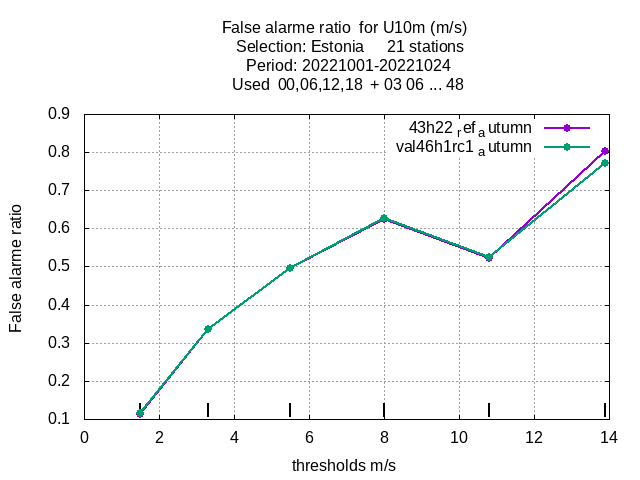 False alarme ratio  for U10m (m/s)
Selection: Estonia     21 stations
Period: 20221001-20221024
Used  00,06,12,18  + 03 06 ... 48
43h22_ref_autumn
val46h1rc1_autumn
0.9
0.8
0.7
0.6
0.5
0.4
0.3
0.2
0.1
False alarme ratio
0 2 4 6 8 10 12 14
thresholds m/s